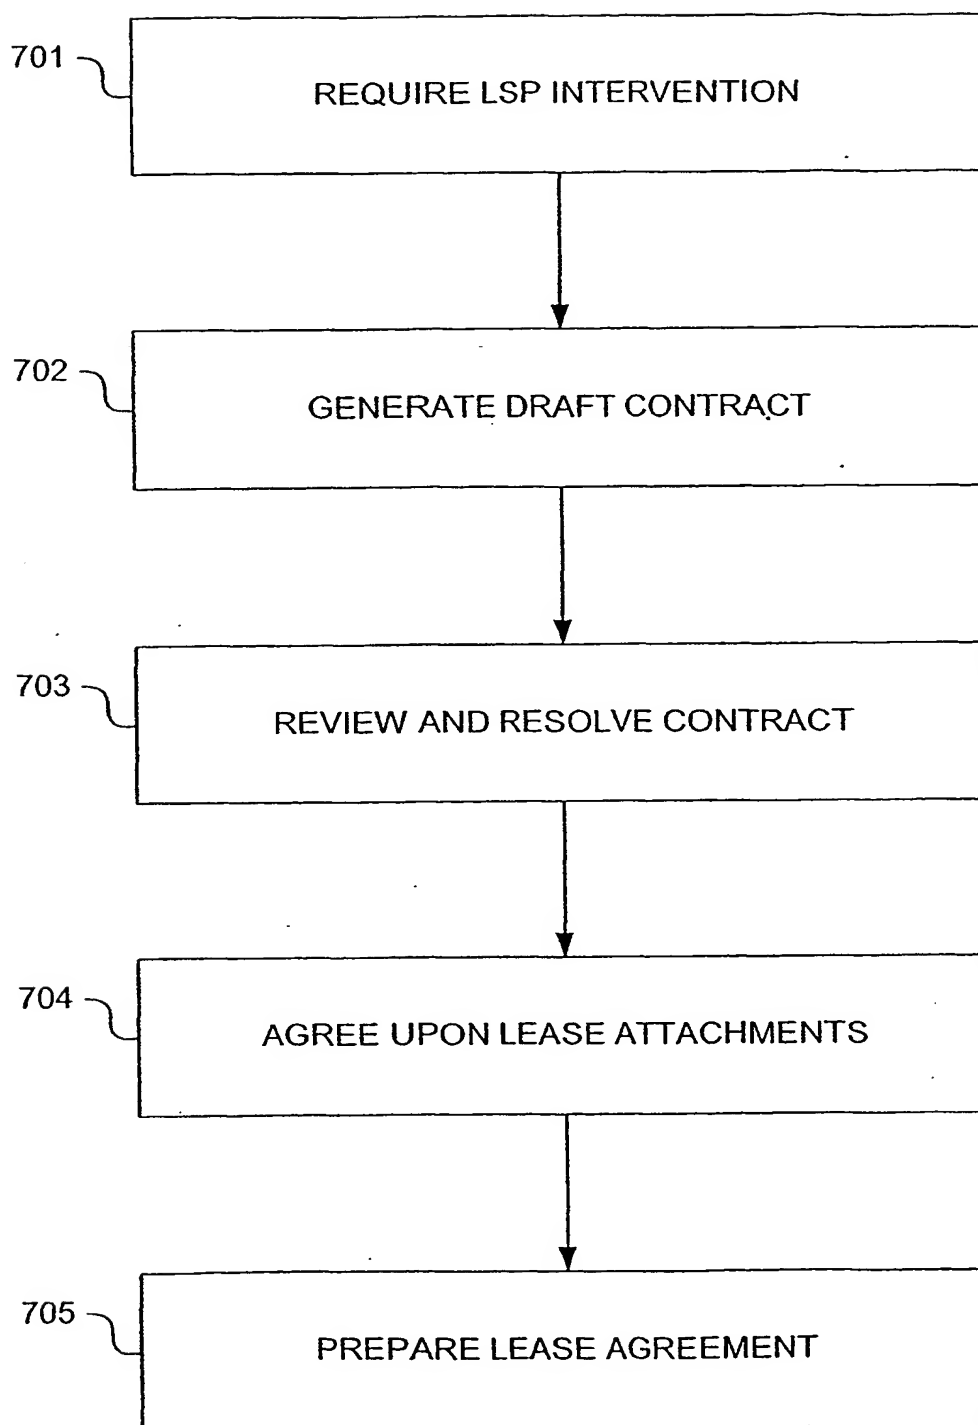 701
REQUIRE LSP INTERVENTION
702
GENERATE DRAFT CONTRACT
703
REVIEW AND RESOLVE CONTRACT
704
AGREE UPON LEASE ATTACHMENTS
705
PREPARE LEASE AGREEMENT